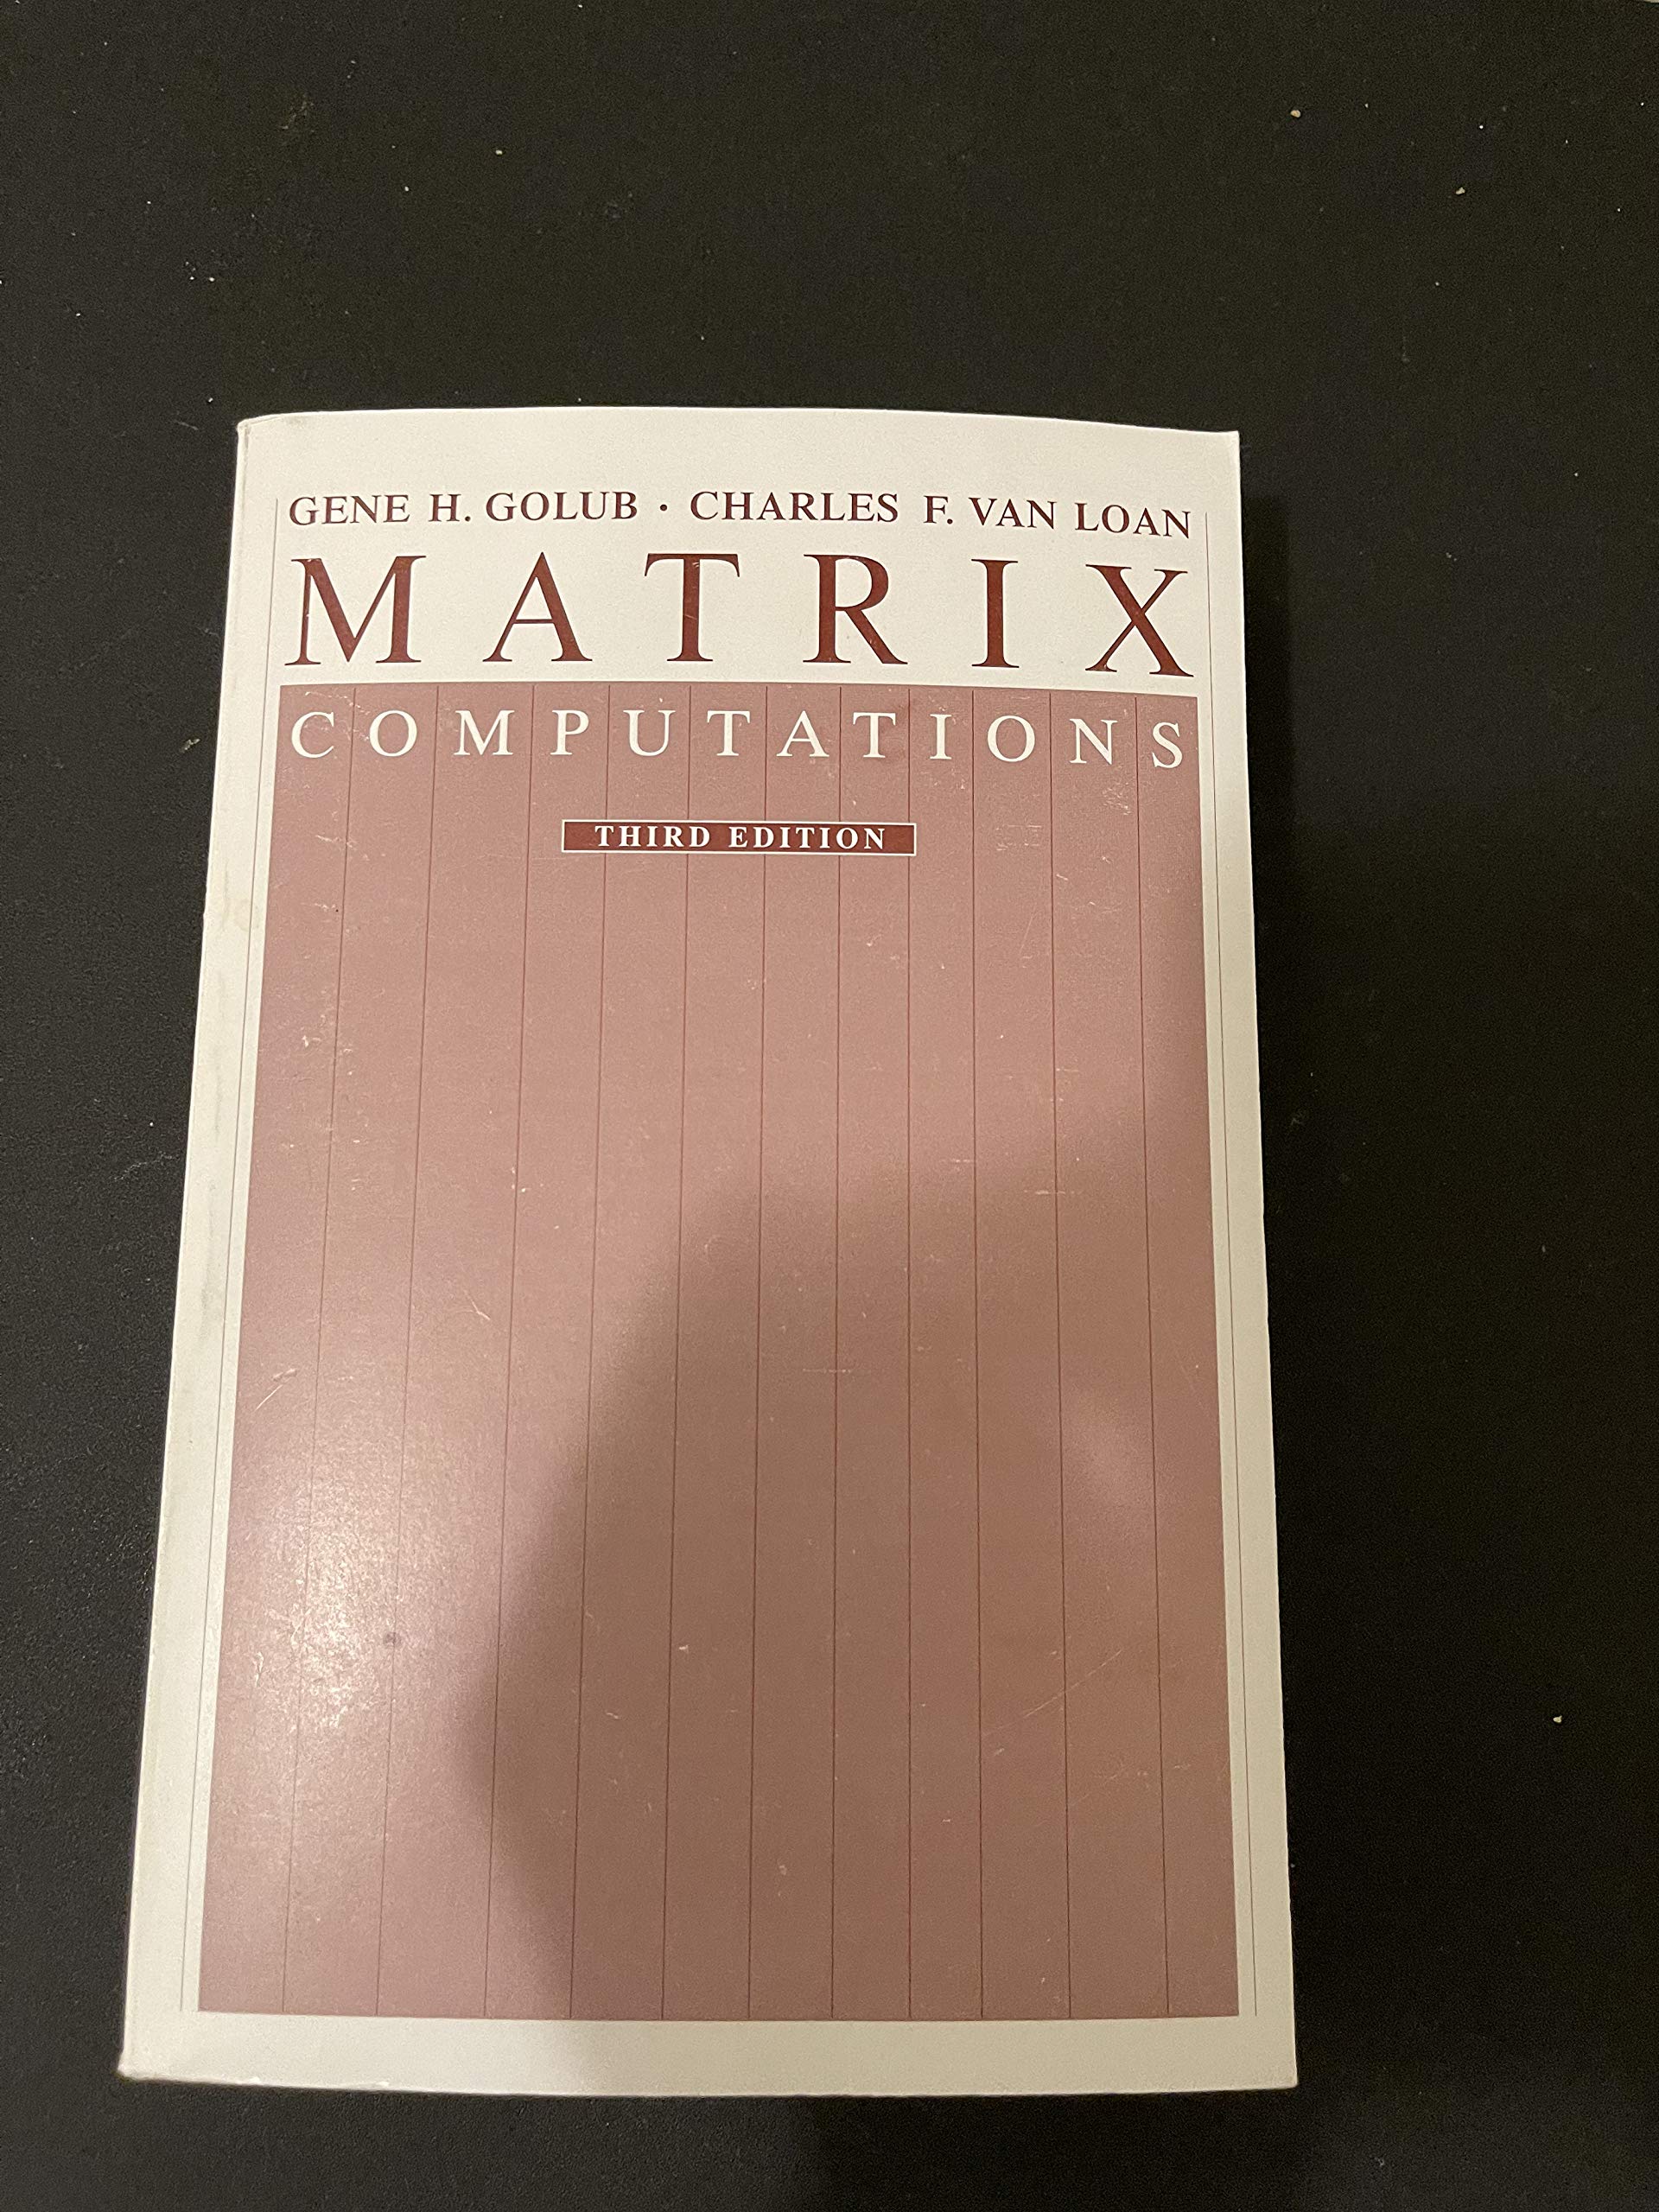 GENE H. GOLUB · CHARLES F. VAN LOAN
MATRIX
COMPUTATIONS
THIRD EDITION